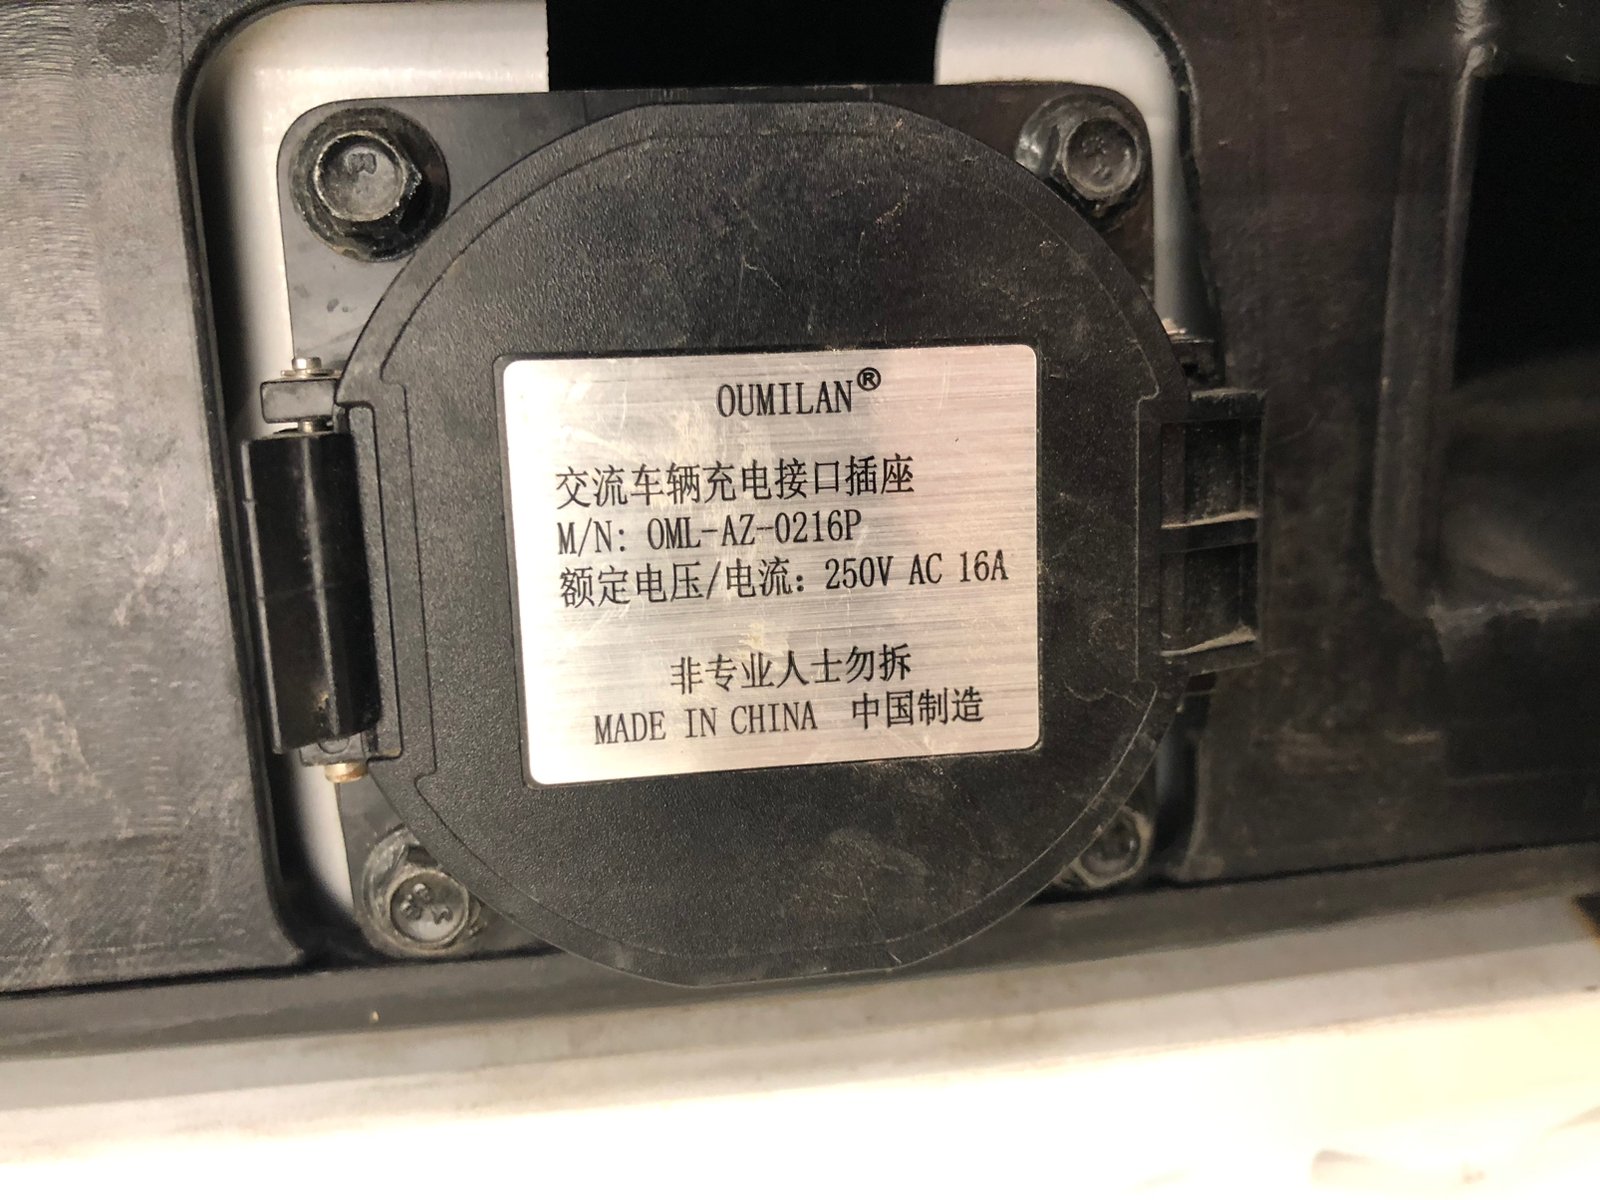 OUMILAN®
交流车辆充电接口插座
M/N: OML-AZ-0216P
额定电压/电流: 250V AC 16A
非专业人士勿拆
MADE IN CHINA 中国制造